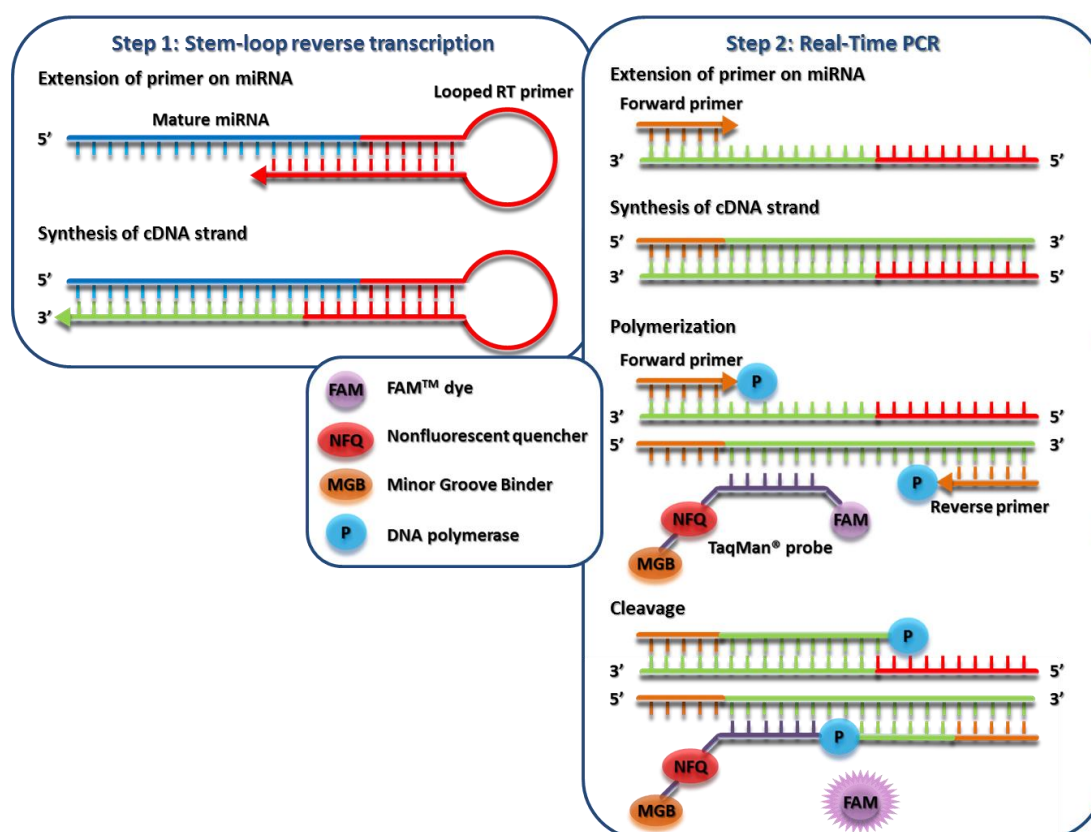 Step 1: Stem-loop reverse transcription
Extension of primer on miRNA
Looped RT primer
Mature miRNA
5’
Synthesis of cDNA strand
5’
3’
FAM FAM™ dye
NFQ Nonfluorescent quencher
MGB Minor Groove Binder
P DNA polymerase
Step 2: Real-Time PCR
Extension of primer on miRNA
Forward primer
3’ 5’
Synthesis of cDNA strand
5’ 3’
3’ 5’
Polymerization
Forward primer
P
3’ 5’
5’ 3’
P
Reverse primer
NFQ FAM
TaqMan® probe
MGB
Cleavage
P
3’ 5’
5’ 3’
P
NFQ
MGB FAM